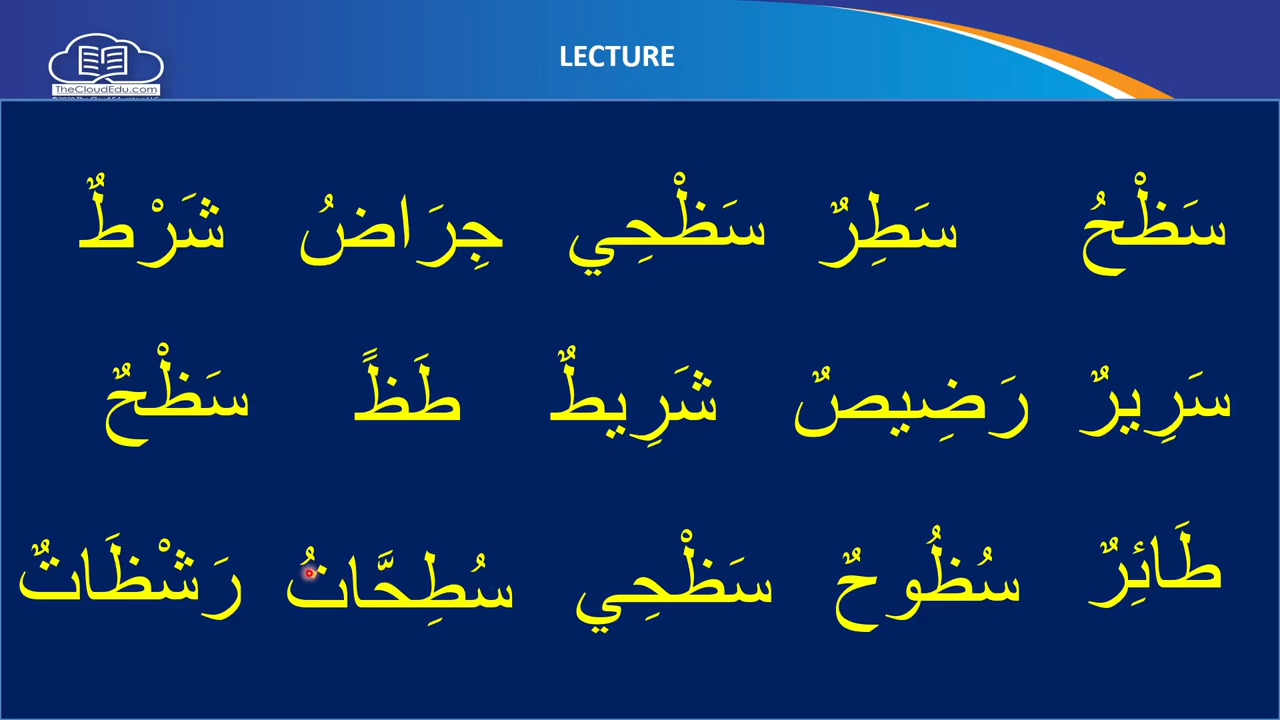 LECTURE
TheCloudEdu.com
سَظْحُ سَطِرٌ سَظْحِي جِرَاضُ شَرْطٌ
سَرِيرٌ رَضِيصٌ شَرِيطٌ طَظً سَظْحٌ
طَائِرٌ سُظُوحٌ سَظْحِي سُطِحَّاتُ رَشْظَاتٌ